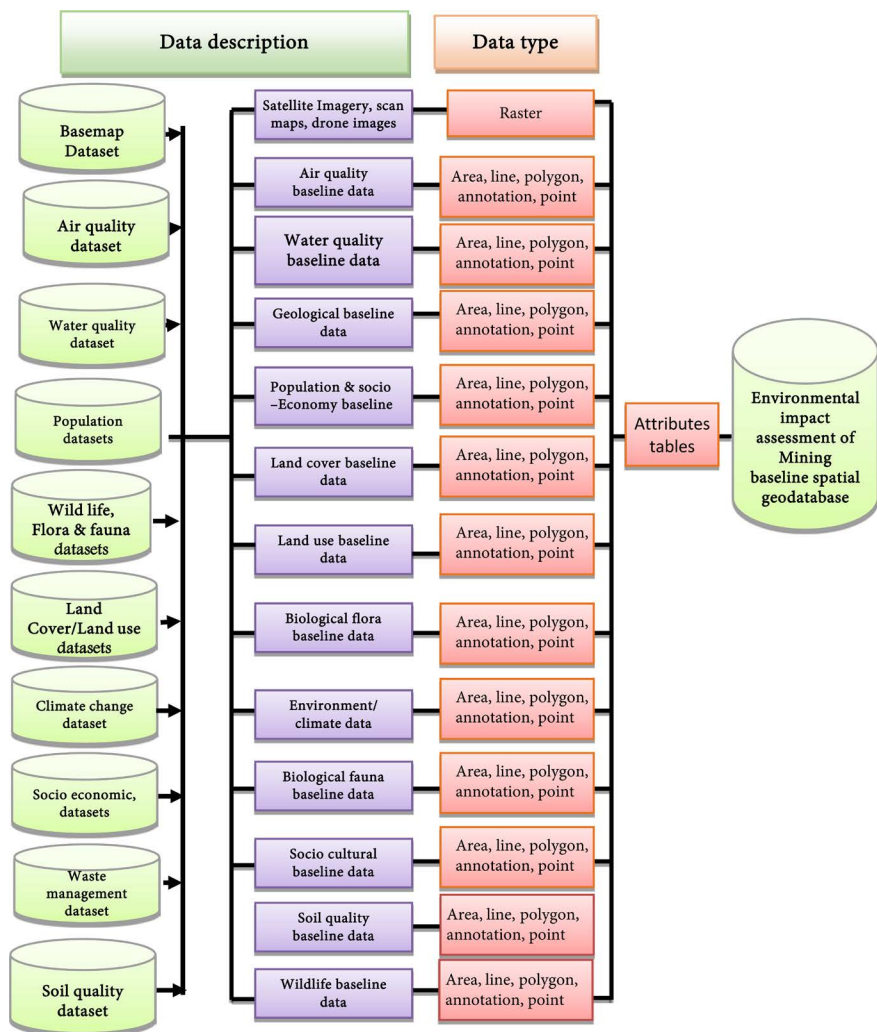 Data description
Data type
Basemap
Dataset
Air quality
dataset
Water quality
dataset
Population
datasets
Wild life,
Flora & fauna
datasets
Land
Cover/Land use
datasets
Climate change
dataset
Socio economic,
datasets
Waste
management
dataset
Soil quality
dataset
Satellite Imagery, scan
maps, drone images
Raster
Air quality
baseline data
Area, line, polygon,
annotation, point
Water quality
baseline data
Area, line, polygon,
annotation, point
Geological baseline
data
Area, line, polygon,
annotation, point
Population & socio
–Economy baseline
Area, line, polygon,
annotation, point
Land cover baseline
data
Area, line, polygon,
annotation, point
Land use baseline
data
Area, line, polygon,
annotation, point
Biological flora
baseline data
Area, line, polygon,
annotation, point
Environment/
climate data
Area, line, polygon,
annotation, point
Biological fauna
baseline data
Area, line, polygon,
annotation, point
Socio cultural
baseline data
Area, line, polygon,
annotation, point
Soil quality
baseline data
Area, line, polygon,
annotation, point
Wildlife baseline
data
Area, line, polygon,
annotation, point
Attributes
tables
Environmental
impact
assessment of
Mining
baseline spatial
geodatabase